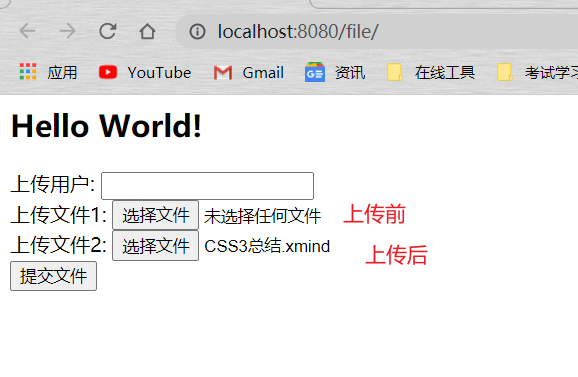 localhost:8080/file/
应用 YouTube Gmail 资讯 在线工具 考试学习
Hello World!
上传用户:
上传文件1: 选择文件 未选择任何文件 上传前
上传文件2: 选择文件 CSS3总结.xmind 上传后
提交文件